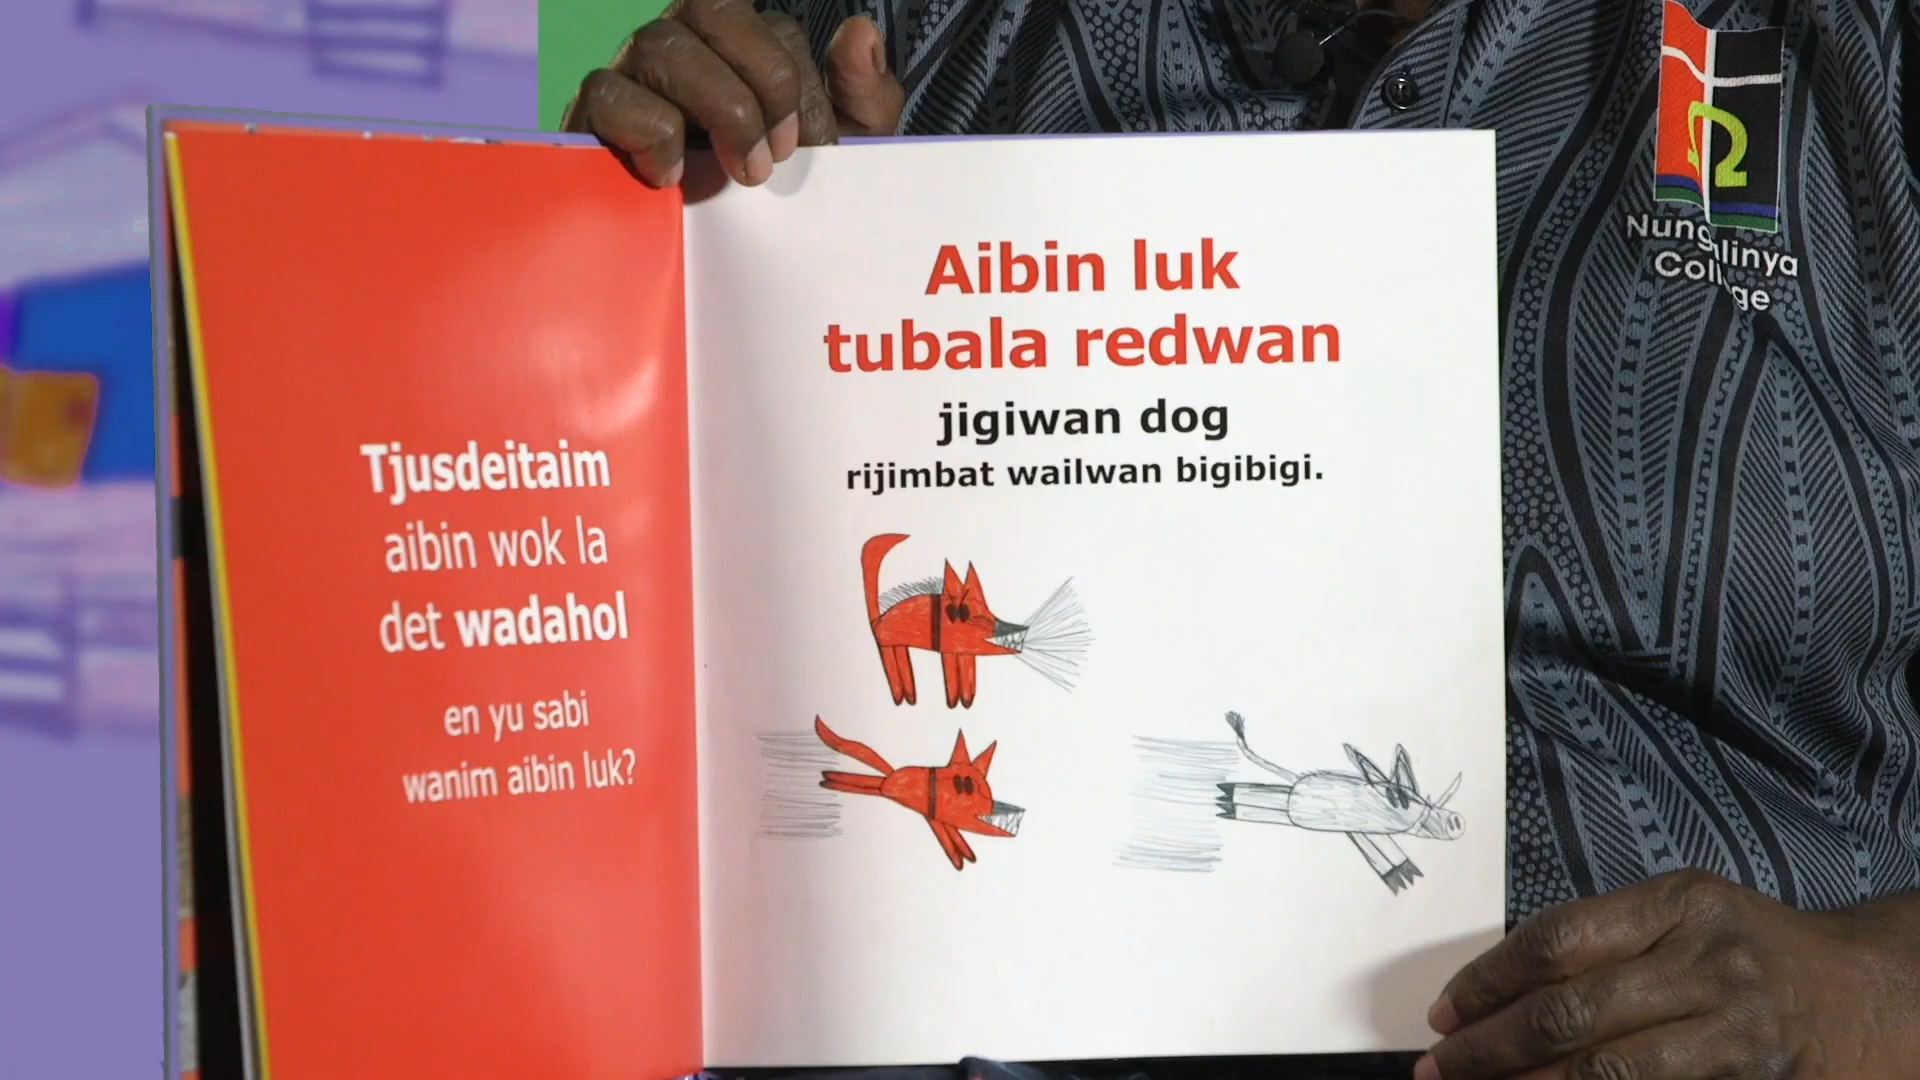 Tjusdeitaim
aibin wok la
det wadahol
en yu sabi
wanim aibin luk?
Aibin luk
tubala redwan
jigiwan dog
rijimbat wailwan bigibigi.
Nungalinya
College